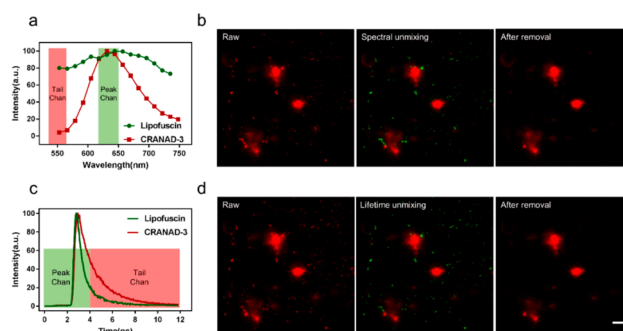 a
Intensity(a.u.)
100
80
60
40
20
0
Tail
Chan
Peak
Chan
Lipofuscin
CRANAD-3
550
600
650
700
750
Wavelength(nm)
b
Raw
Spectral unmixing
After removal
c
Intensity(a.u.)
100
80
60
40
20
0
Lipofuscin
CRANAD-3
Peak
Chan
Tail
Chan
0
2
4
6
8
10
12
Time(ns)
d
Raw
Lifetime unmixing
After removal